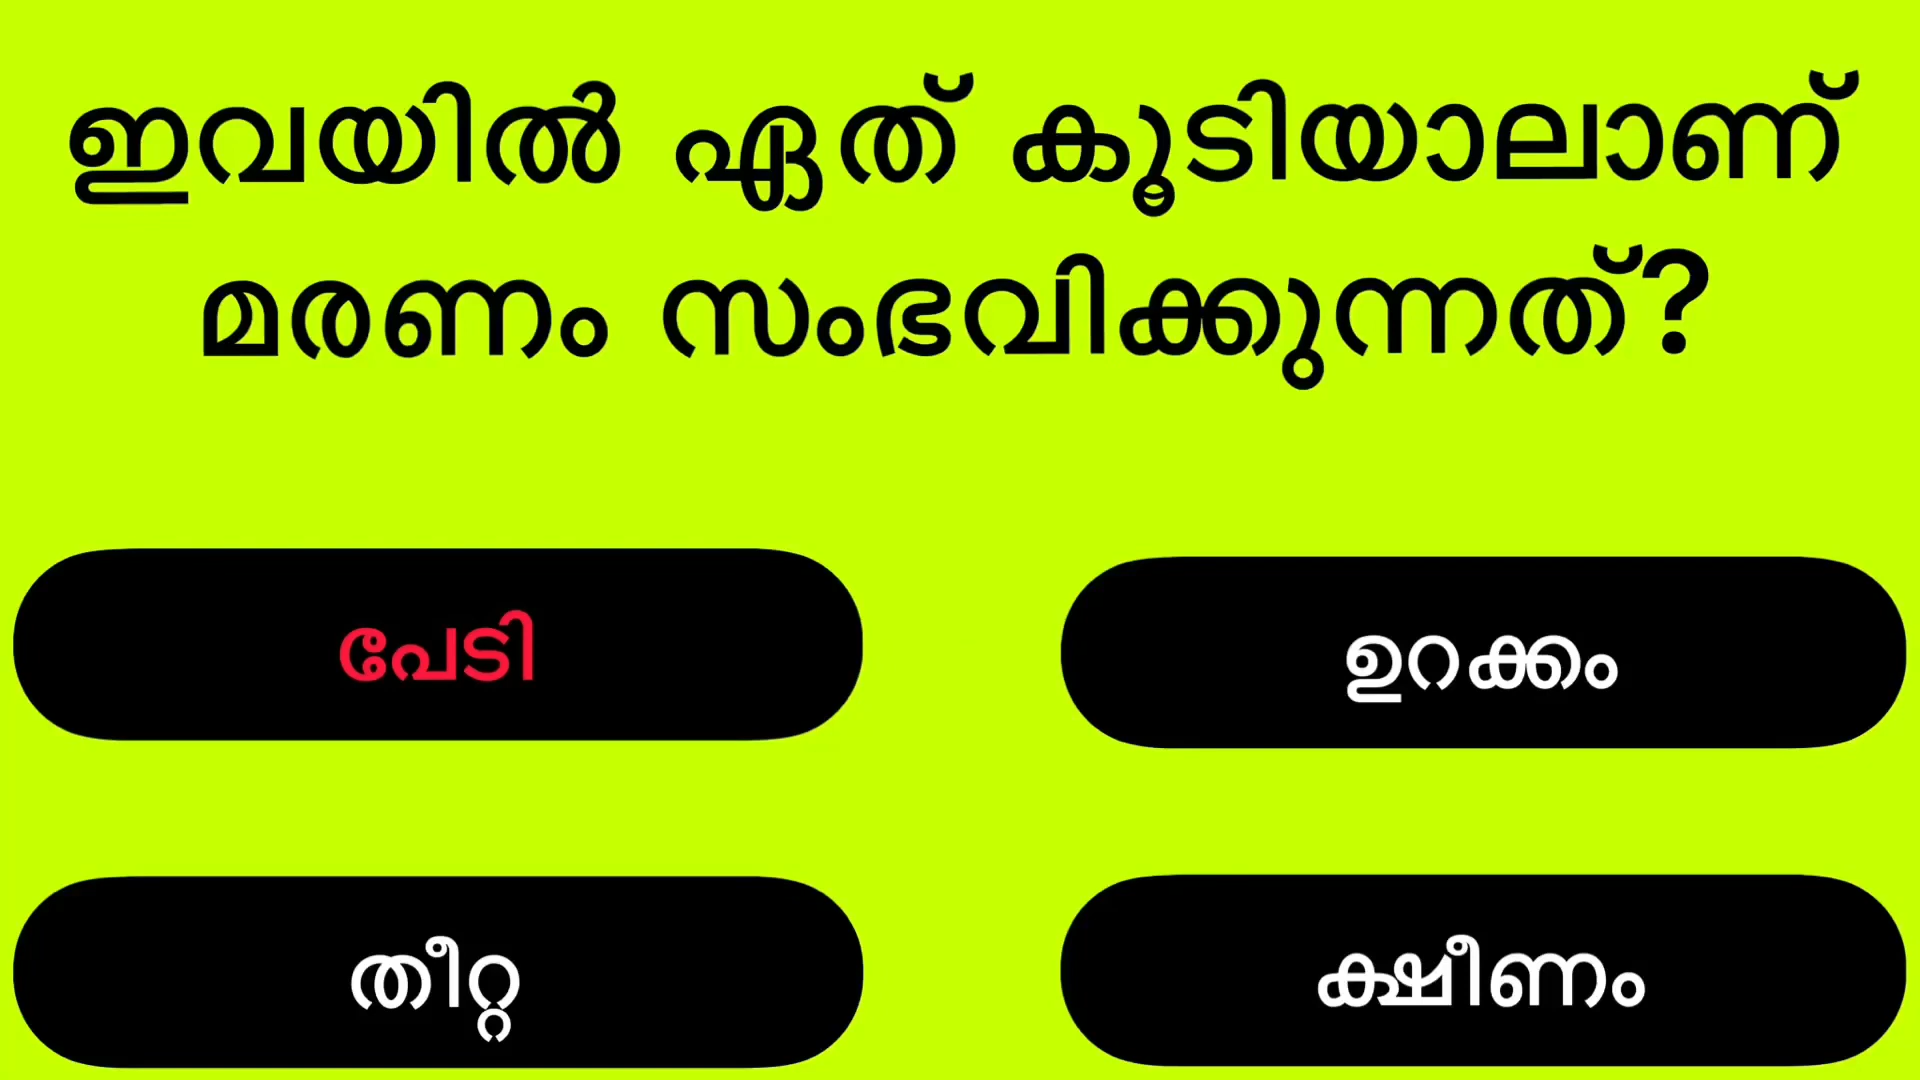 ഇവയിൽ ഏത് കൂടിയാലാണ്
മരണം സംഭവിക്കുന്നത്?
പേടി
ഉറക്കം
തീറ്റ
ക്ഷീണം